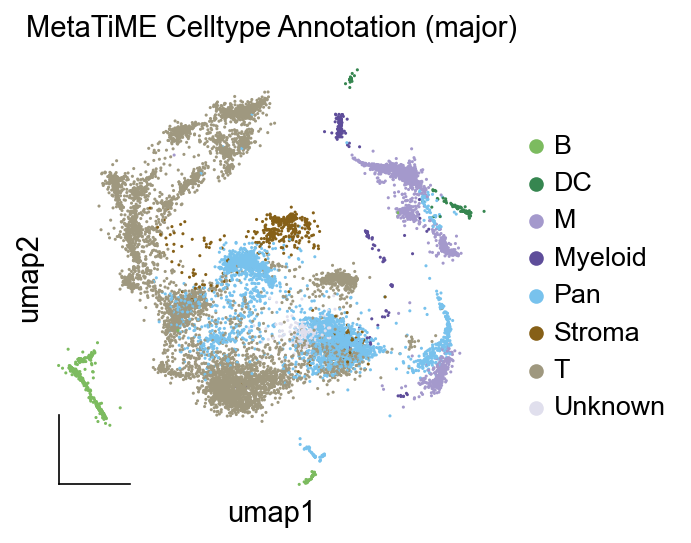 MetaTiME Celltype Annotation (major)
B
DC
M
Myeloid
Pan
Stroma
T
Unknown
umap2
umap1